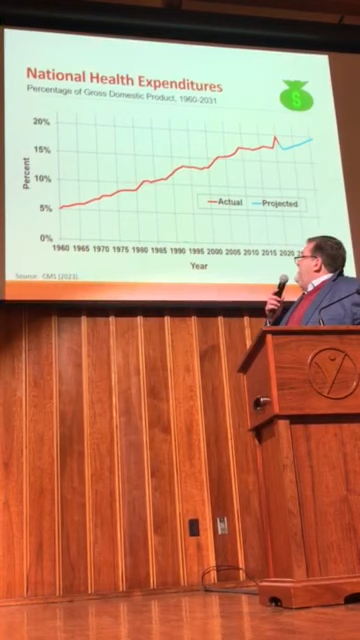 National Health Expenditures
Percentage of Gross Domestic Product, 1960-2031
$
20%
15%
10%
5%
0%
Percent
Actual Projected
1960 1965 1970 1975 1980 1985 1990 1995 2000 2005 2010 2015 2020
Year
Source: CMS (2023)